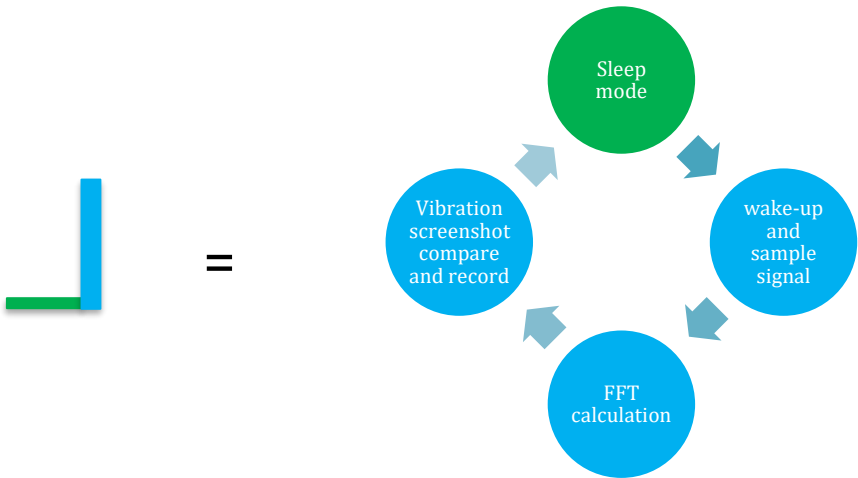 Sleep
mode
Vibration
screenshot
compare
and record
=
wake-up
and
sample
signal
FFT
calculation